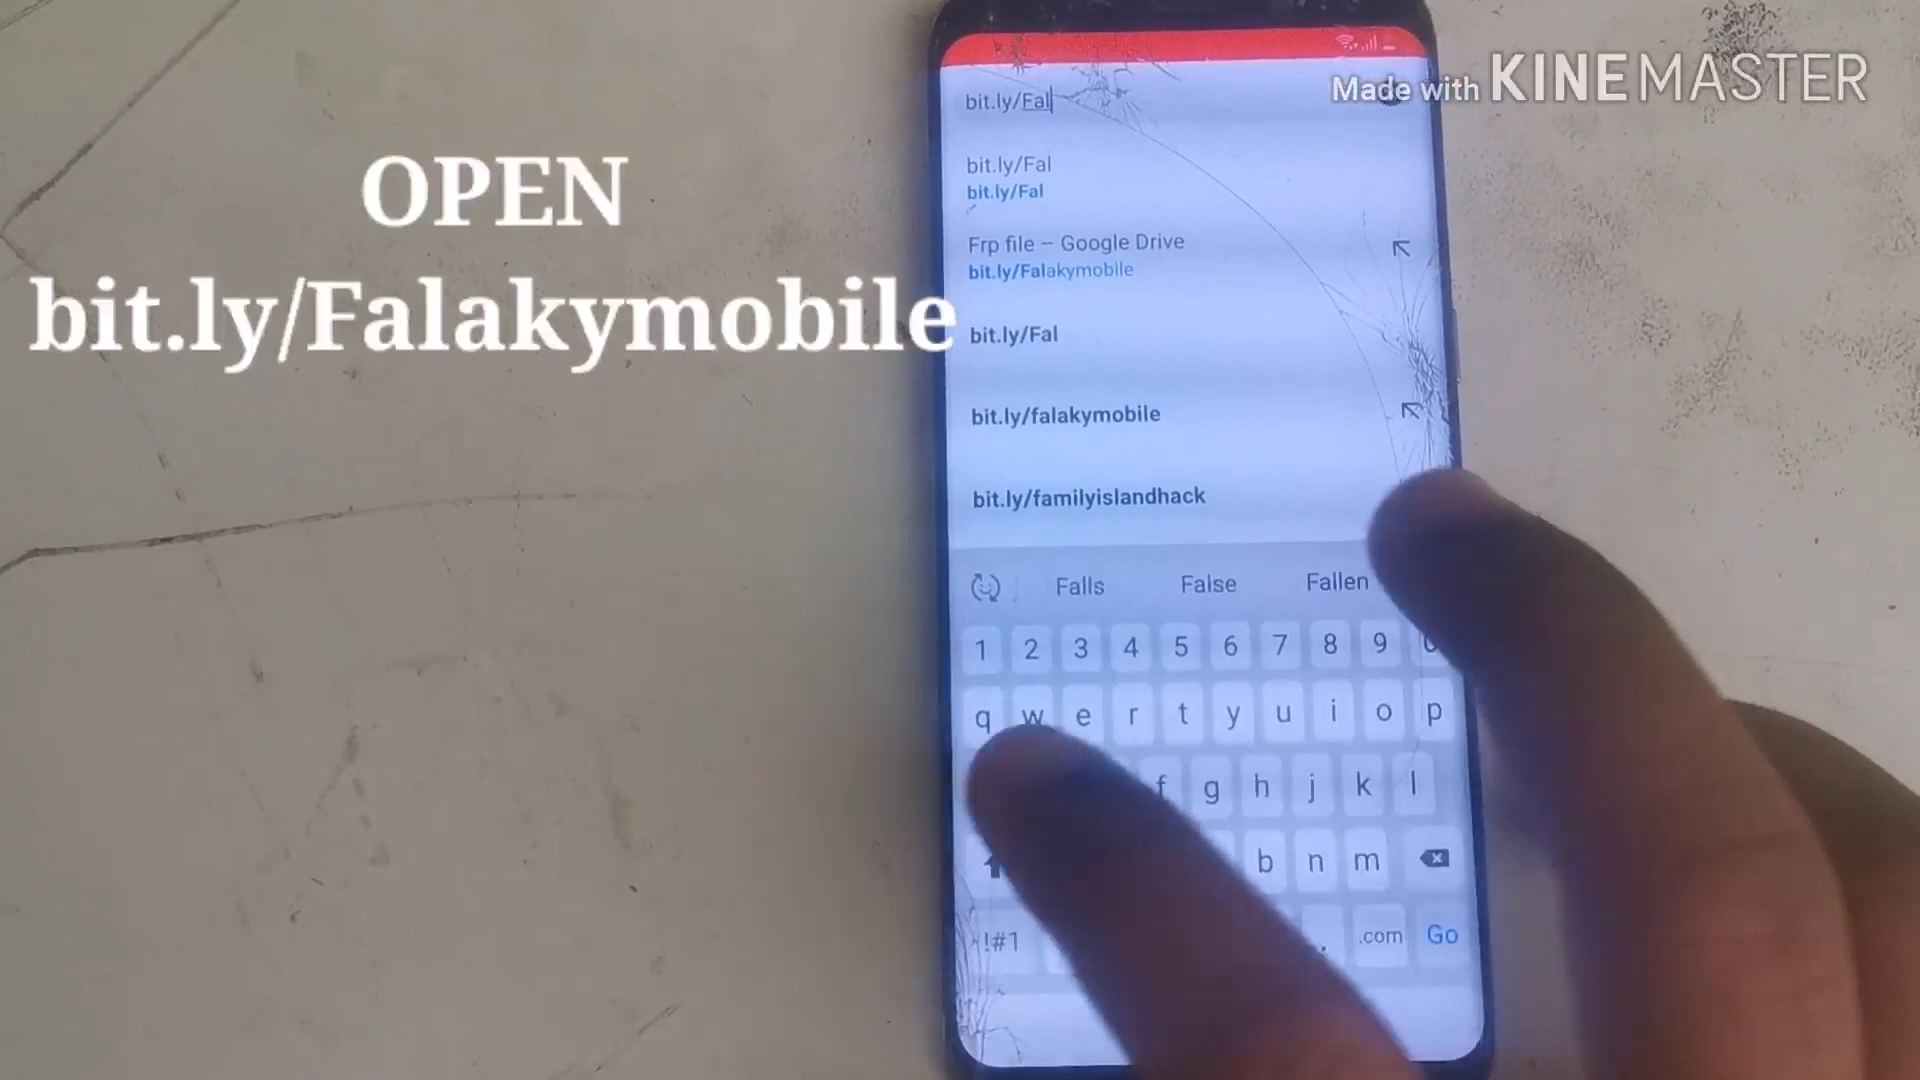 Made with KINEMASTER
OPEN
bit.ly/Falakymobile
bit.ly/Fal
bit.ly/Fal
bit.ly/Fal
Frp file – Google Drive
bit.ly/Falakymobile
bit.ly/Fal
bit.ly/falakymobile
bit.ly/familyislandhack
Falls False Fallen
1 2 3 4 5 6 7 8 9
q w e r t y u i o p
f g h j k l
b n m
!#1 . .com Go